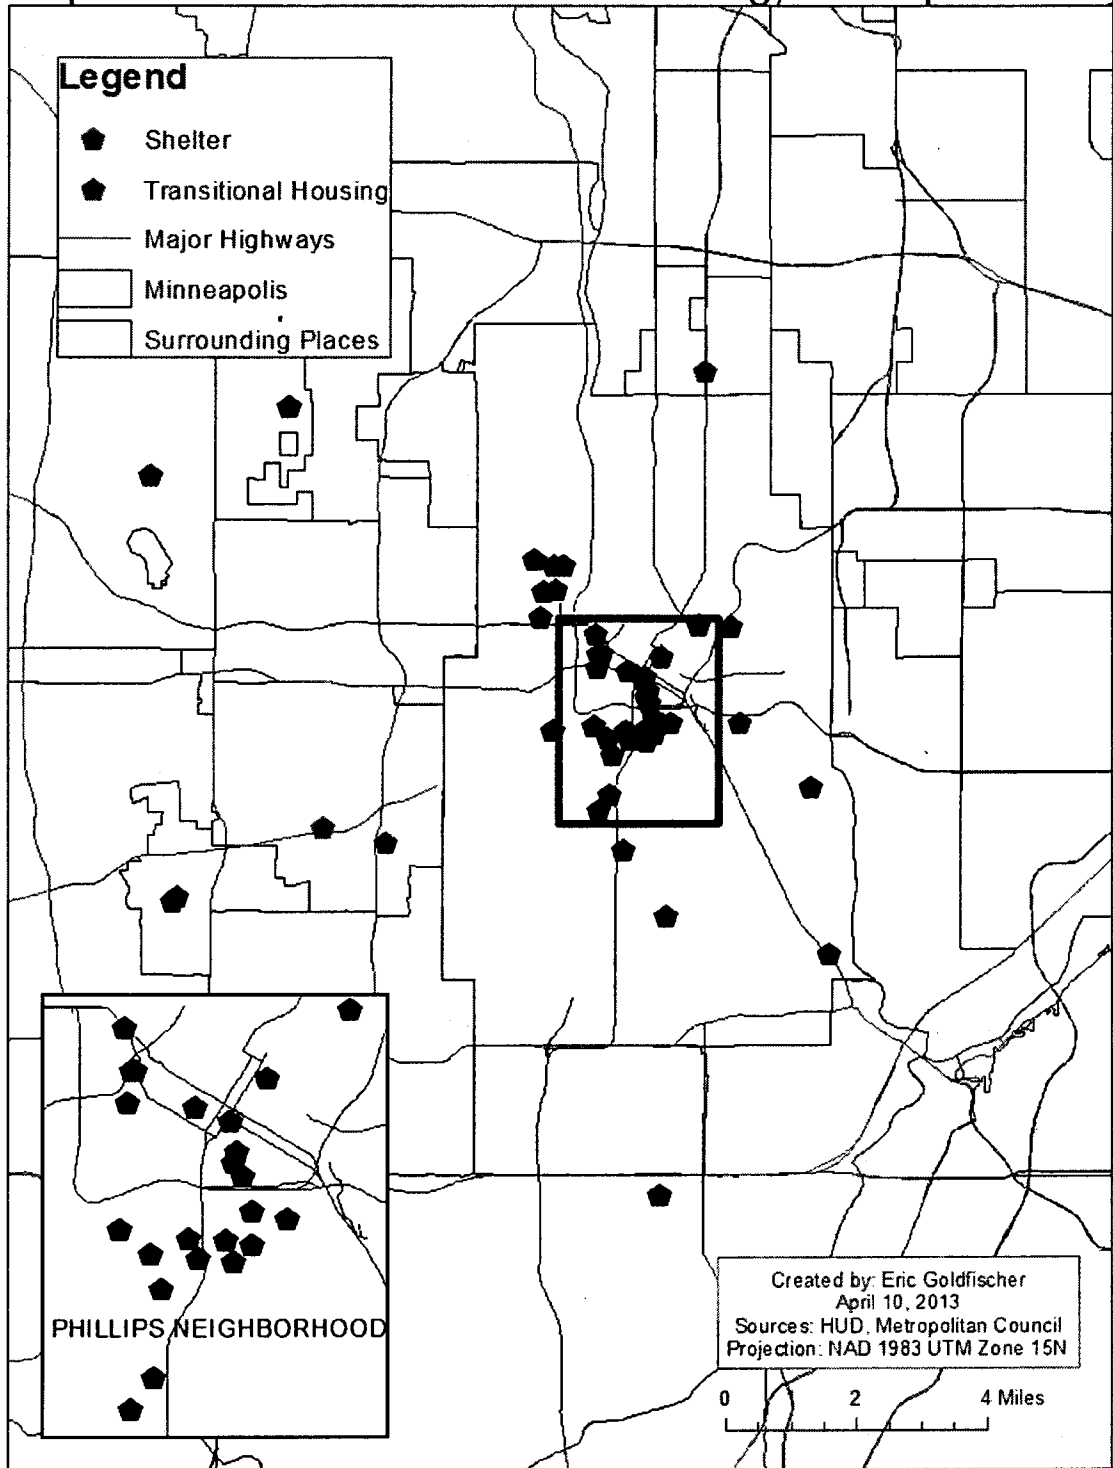 Legend
Shelter
Transitional Housing
Major Highways
Minneapolis
Surrounding Places
PHILLIPS NEIGHBORHOOD
Created by: Eric Goldfischer
April 10, 2013
Sources: HUD, Metropolitan Council
Projection: NAD 1983 UTM Zone 15N
0 2 4 Miles